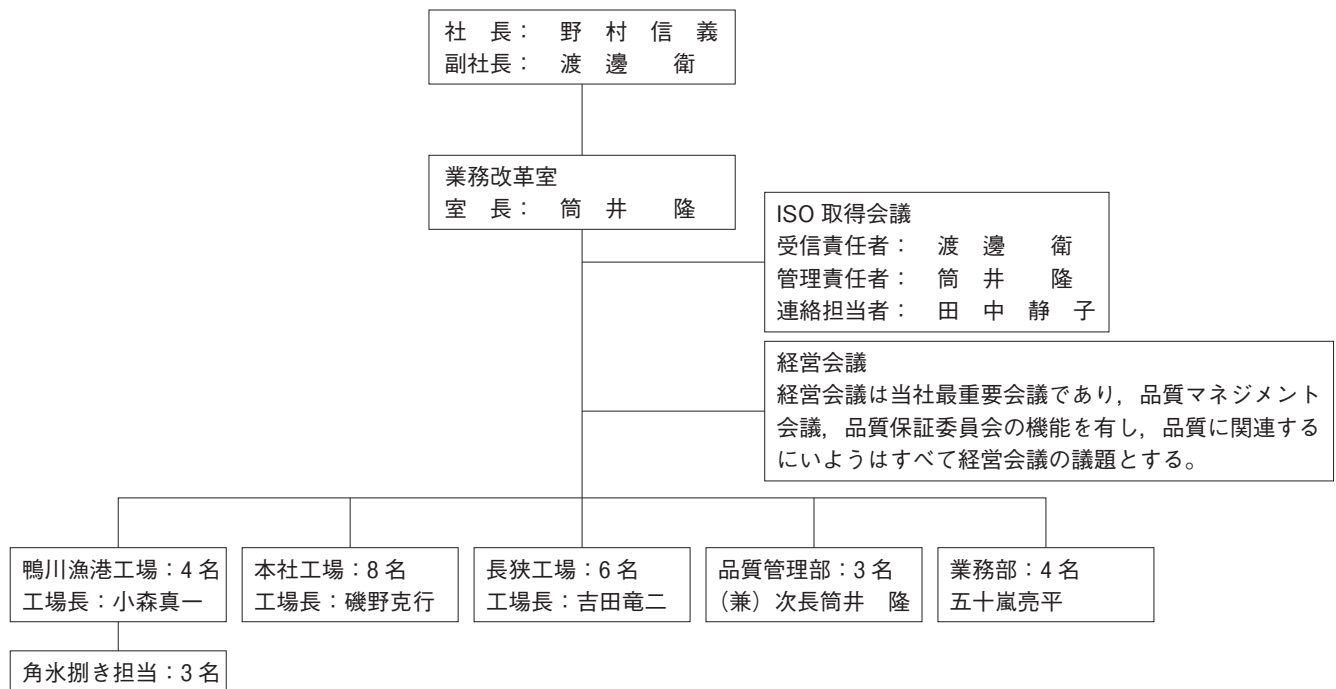 社　長：　野　村　信　義
副社長：　渡　邊　　衛
業務改革室
室　長：　筒　井　　隆
ISO 取得会議
受信責任者：　渡　邊　　衛
管理責任者：　筒　井　　隆
連絡担当者：　田　中　静　子
経営会議
経営会議は当社最重要会議であり，品質マネジメント
会議，品質保証委員会の機能を有し，品質に関連する
にいようはすべて経営会議の議題とする。
鴨川漁港工場：4 名
工場長：小森真一
本社工場：8 名
工場長：磯野克行
長狭工場：6 名
工場長：吉田竜二
品質管理部：3 名
（兼）次長筒井　隆
業務部：4 名
五十嵐亮平
角氷捌き担当：3 名